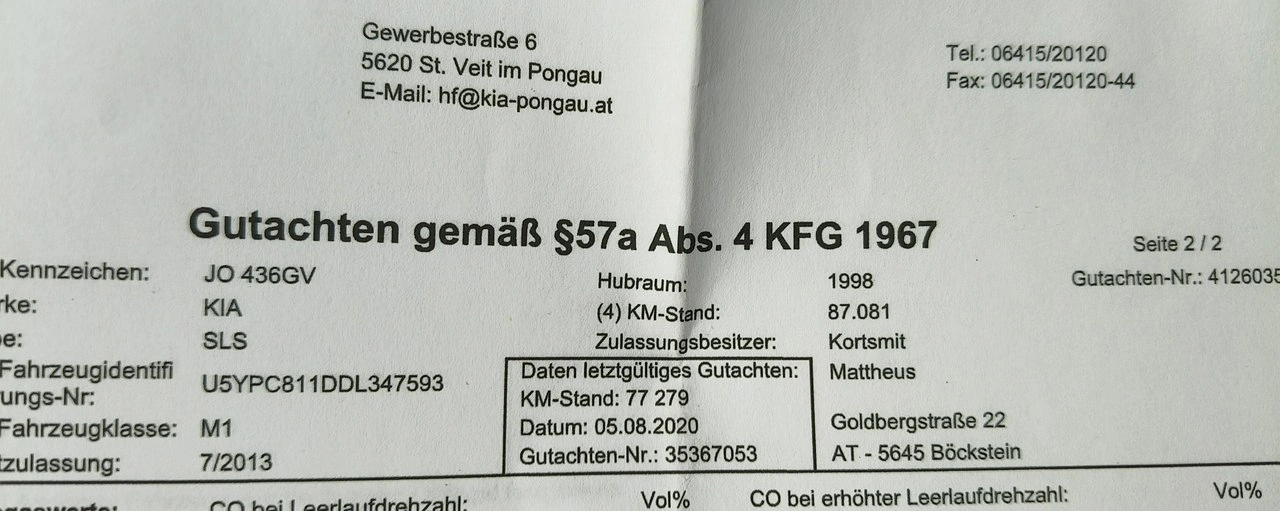 Gewerbestraße 6
5620 St. Veit im Pongau
E-Mail: hf@kia-pongau.at
Tel.: 06415/20120
Fax: 06415/20120-44
Gutachten gemäß §57a Abs. 4 KFG 1967
Seite 2 / 2
Gutachten-Nr.: 4126035
Kennzeichen: JO 436GV
rke: KIA
e: SLS
Fahrzeugidentifi
ungs-Nr: U5YPC811DDL347593
Fahrzeugklasse: M1
tzulassung: 7/2013
Hubraum: 1998
(4) KM-Stand: 87.081
Zulassungsbesitzer: Kortsmit
Mattheus
Goldbergstraße 22
AT - 5645 Böckstein
Daten letztgültiges Gutachten:
KM-Stand: 77 279
Datum: 05.08.2020
Gutachten-Nr.: 35367053
CO bei Leerlaufdrehzahl: Vol% CO bei erhöhter Leerlaufdrehzahl: Vol%